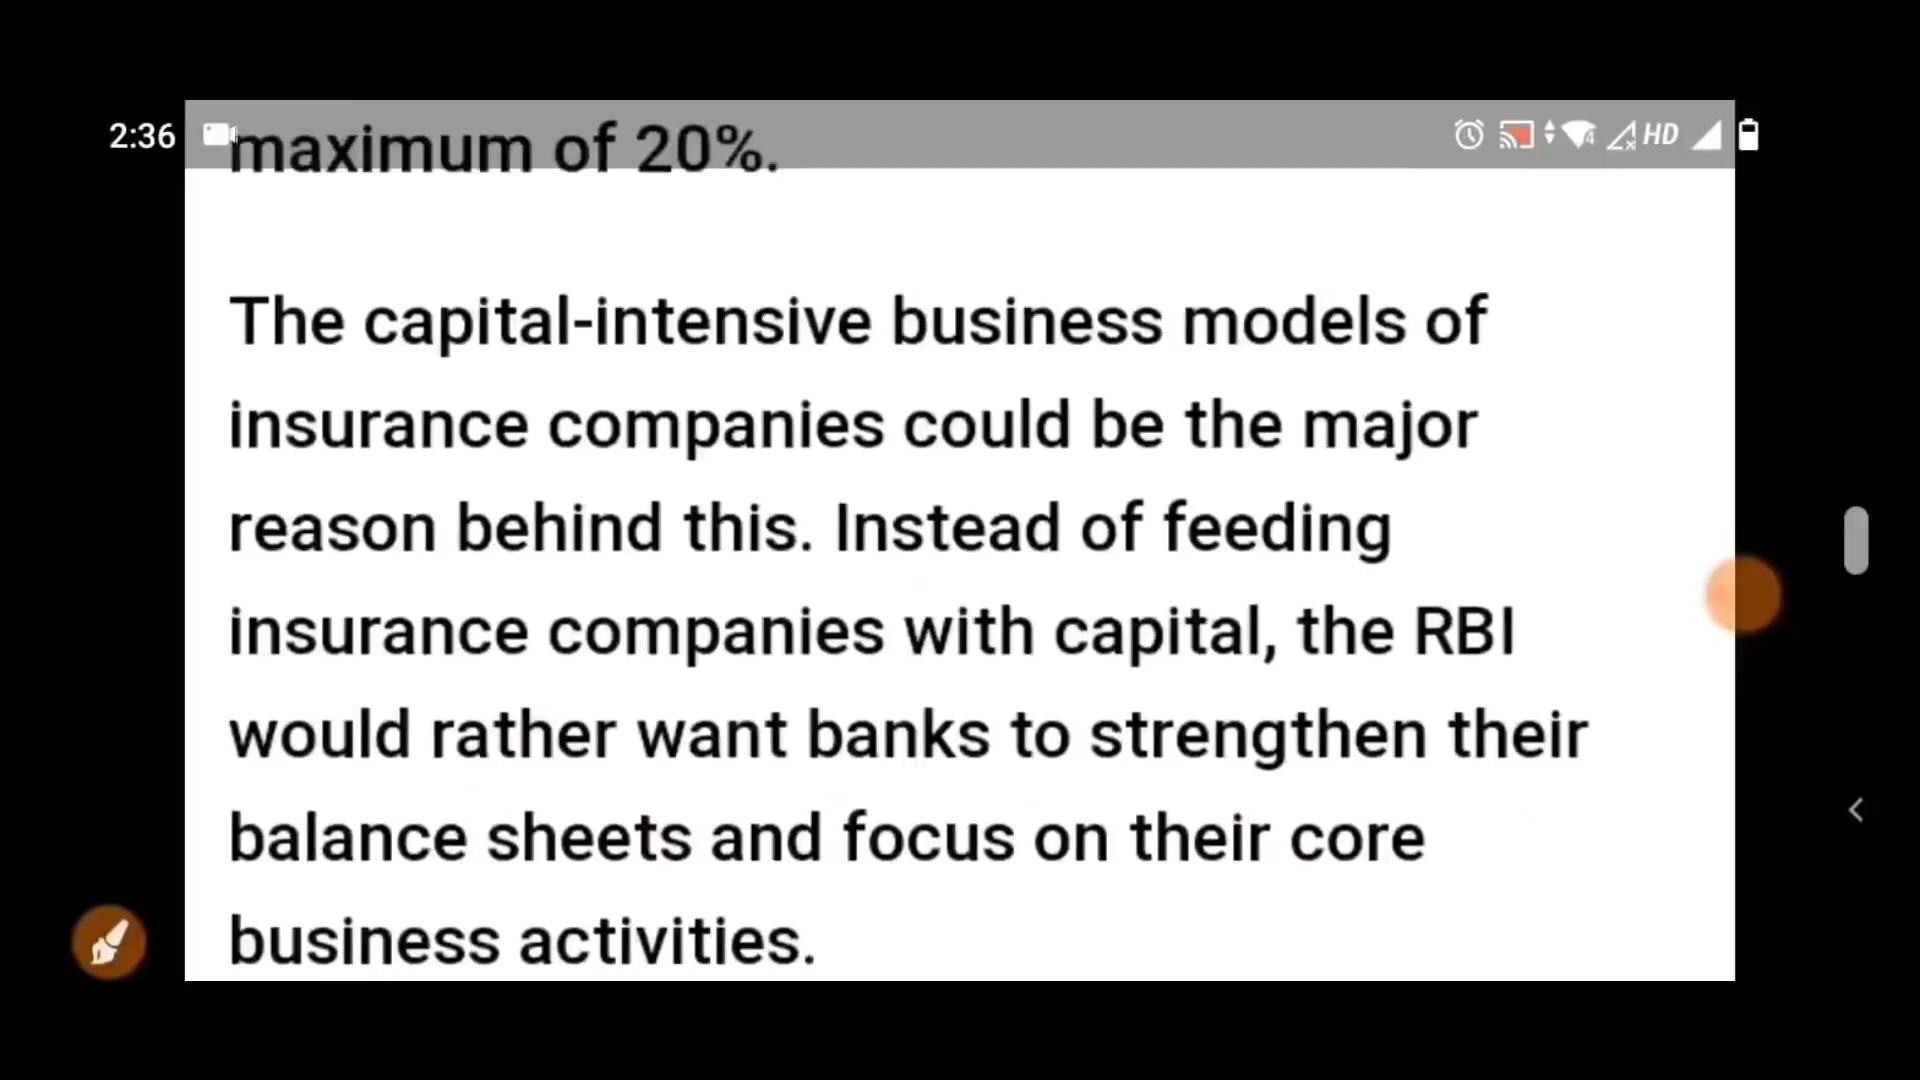 2:36
HD
maximum of 20%.
The capital-intensive business models of
insurance companies could be the major
reason behind this. Instead of feeding
insurance companies with capital, the RBI
would rather want banks to strengthen their
balance sheets and focus on their core
business activities.